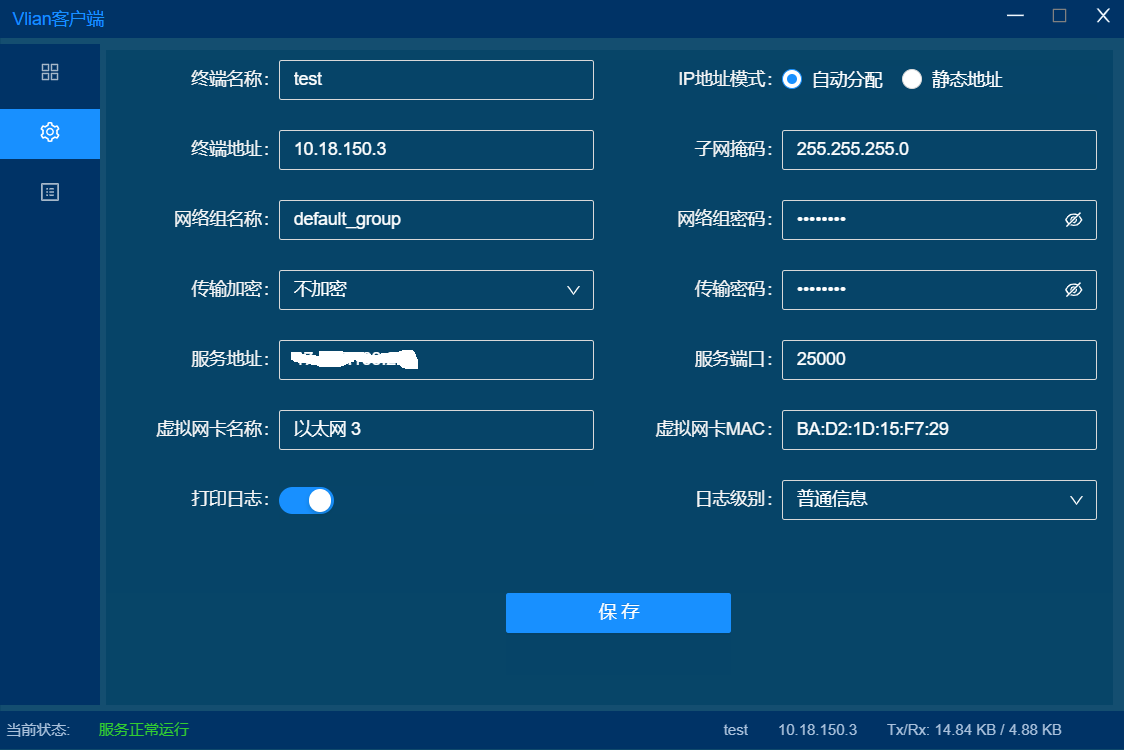 Vlian客户端
终端名称: test IP地址模式: 自动分配 静态地址
终端地址: 10.18.150.3 子网掩码: 255.255.255.0
网络组名称: default_group 网络组密码: ••••••••
传输加密: 不加密 传输密码: ••••••••
服务地址: 服务端口: 25000
虚拟网卡名称: 以太网 3 虚拟网卡MAC: BA:D2:1D:15:F7:29
打印日志: 日志级别: 普通信息
保存
当前状态: 服务正常运行 test 10.18.150.3 Tx/Rx: 14.84 KB / 4.88 KB